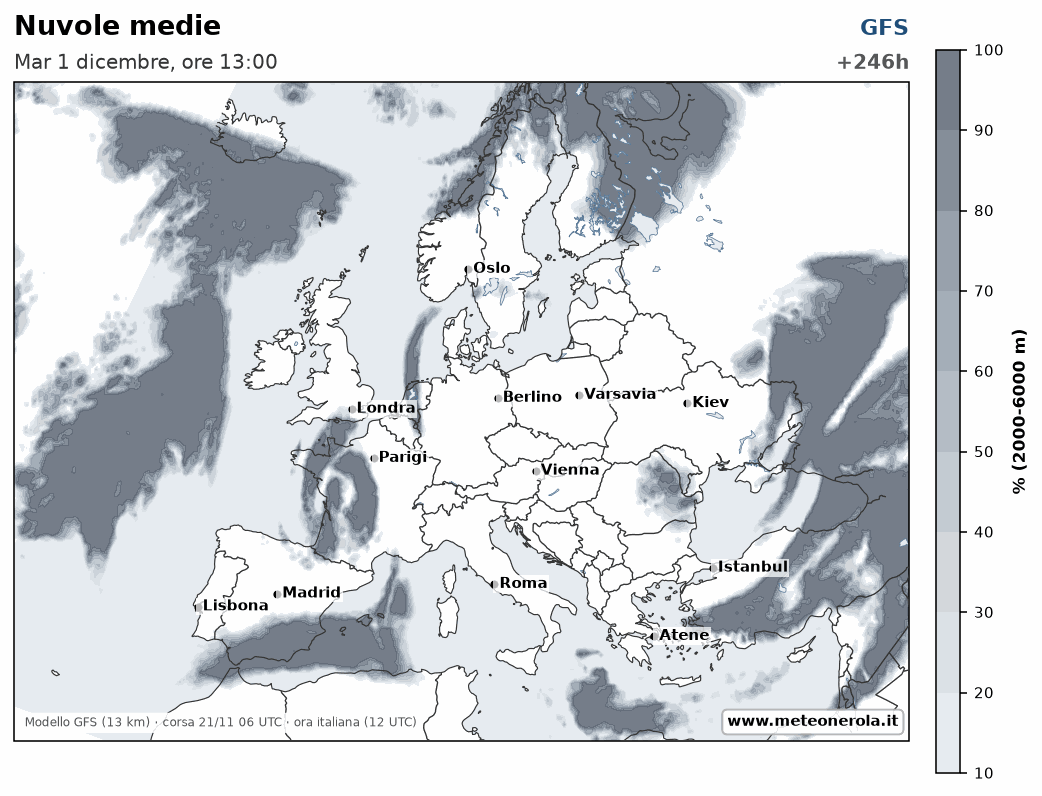 Nuvole medie
GFS
Mar 1 dicembre, ore 13:00
+246h
100
90
80
70
60
50
40
30
20
10
% (2000-6000 m)
Oslo
Berlino
Varsavia
Londra
Kiev
Parigi
Vienna
Istanbul
Roma
Madrid
Lisbona
Atene
Modello GFS (13 km) · corsa 21/11 06 UTC · ora italiana (12 UTC)
www.meteonerola.it